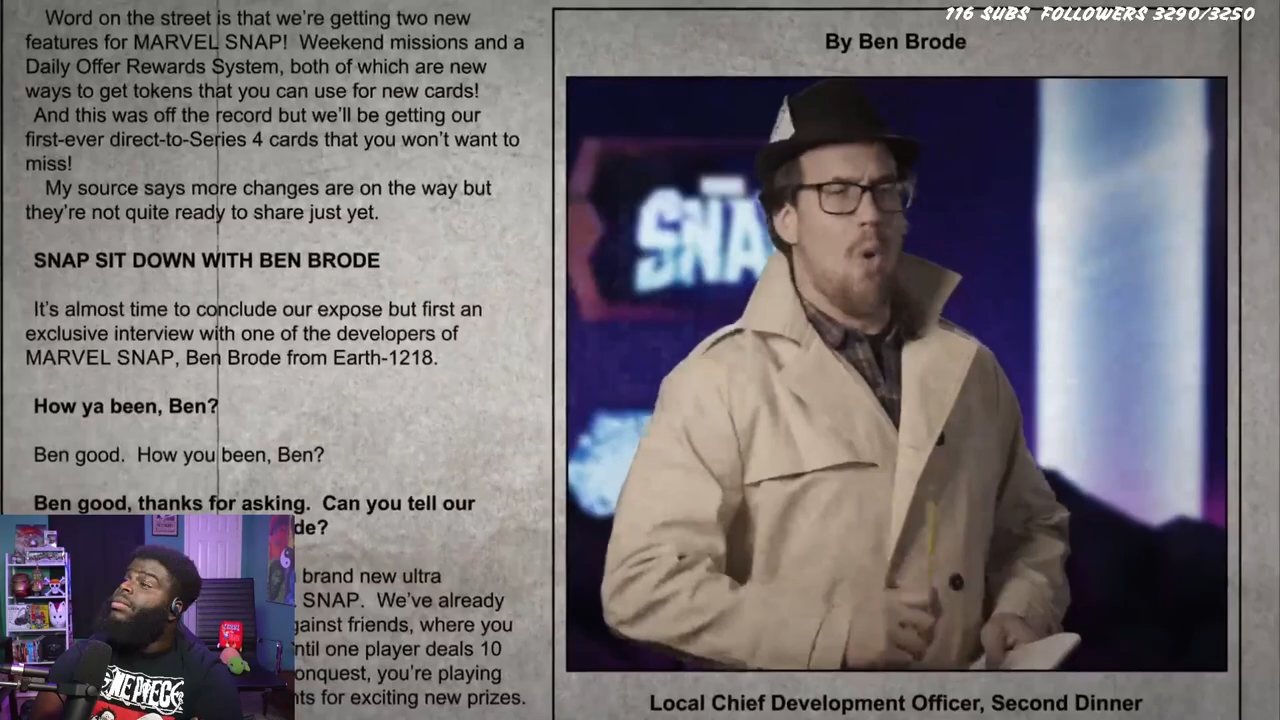 116 SUBS FOLLOWERS 3290/3250
Word on the street is that we're getting two new
features for MARVEL SNAP! Weekend missions and a
Daily Offer Rewards System, both of which are new
ways to get tokens that you can use for new cards!
And this was off the record but we'll be getting our
first-ever direct-to-Series 4 cards that you won't want to
miss!
My source says more changes are on the way but
they're not quite ready to share just yet.
SNAP SIT DOWN WITH BEN BRODE
It's almost time to conclude our expose but first an
exclusive interview with one of the developers of
MARVEL SNAP, Ben Brode from Earth-1218.
How ya been, Ben?
Ben good. How you been, Ben?
Ben good, thanks for asking. Can you tell our
de?
brand new ultra
SNAP. We've already
gainst friends, where you
ntil one player deals 10
onquest, you're playing
nts for exciting new prizes.
By Ben Brode
SNA
Local Chief Development Officer, Second Dinner
NE PIECE